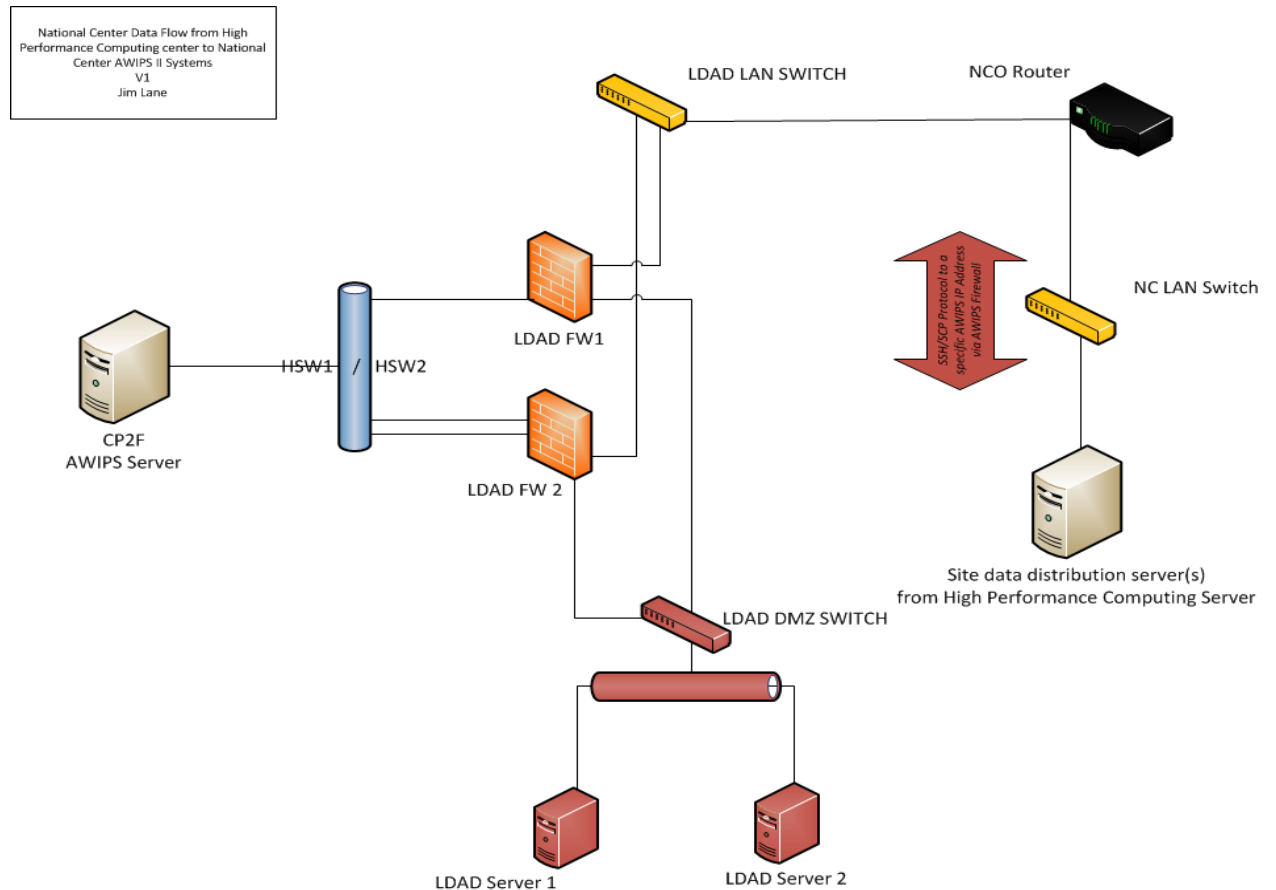 National Center Data Flow from High
Performance Computing center to National
Center AWIPS II Systems
V1
Jim Lane
LDAD LAN SWITCH
NCO Router
SSH/SCP Protocol to a
specific AWIPS IP Address
via AWIPS Firewall
NC LAN Switch
LDAD FW1
HSW1 / HSW2
CP2F
AWIPS Server
LDAD FW 2
Site data distribution server(s)
from High Performance Computing Server
LDAD DMZ SWITCH
LDAD Server 1
LDAD Server 2